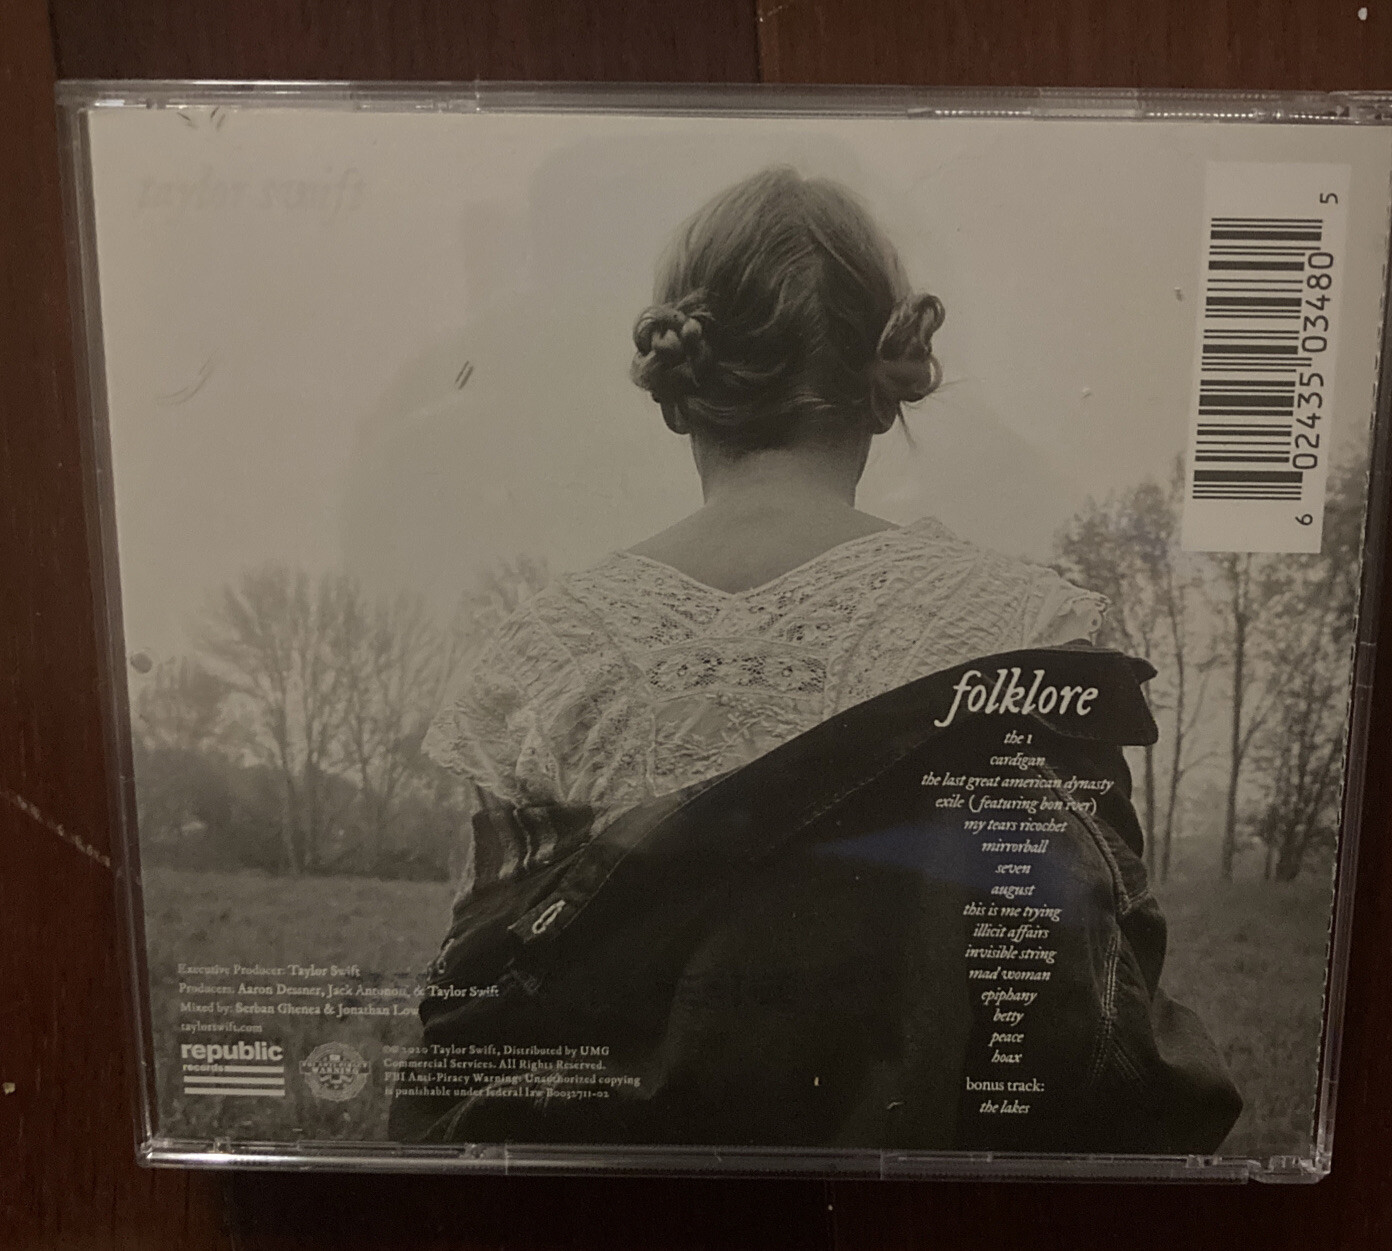 taylor swift
5
02435 03480
6
folklore
the 1
cardigan
the last great american dynasty
exile (featuring bon iver)
my tears ricochet
mirrorball
seven
august
this is me trying
illicit affairs
invisible string
mad woman
epiphany
betty
peace
hoax
bonus track:
the lakes
Executive Producer: Taylor Swift
Producers: Aaron Dessner, Jack Antonoff, & Taylor Swift
Mixed by: Serban Ghenea & Jonathan Low
taylorswift.com
republic
records
WARNING
℗© 2020 Taylor Swift, Distributed by UMG
Commercial Services. All Rights Reserved.
FBI Anti-Piracy Warning: Unauthorized copying
is punishable under federal law B0032711-02